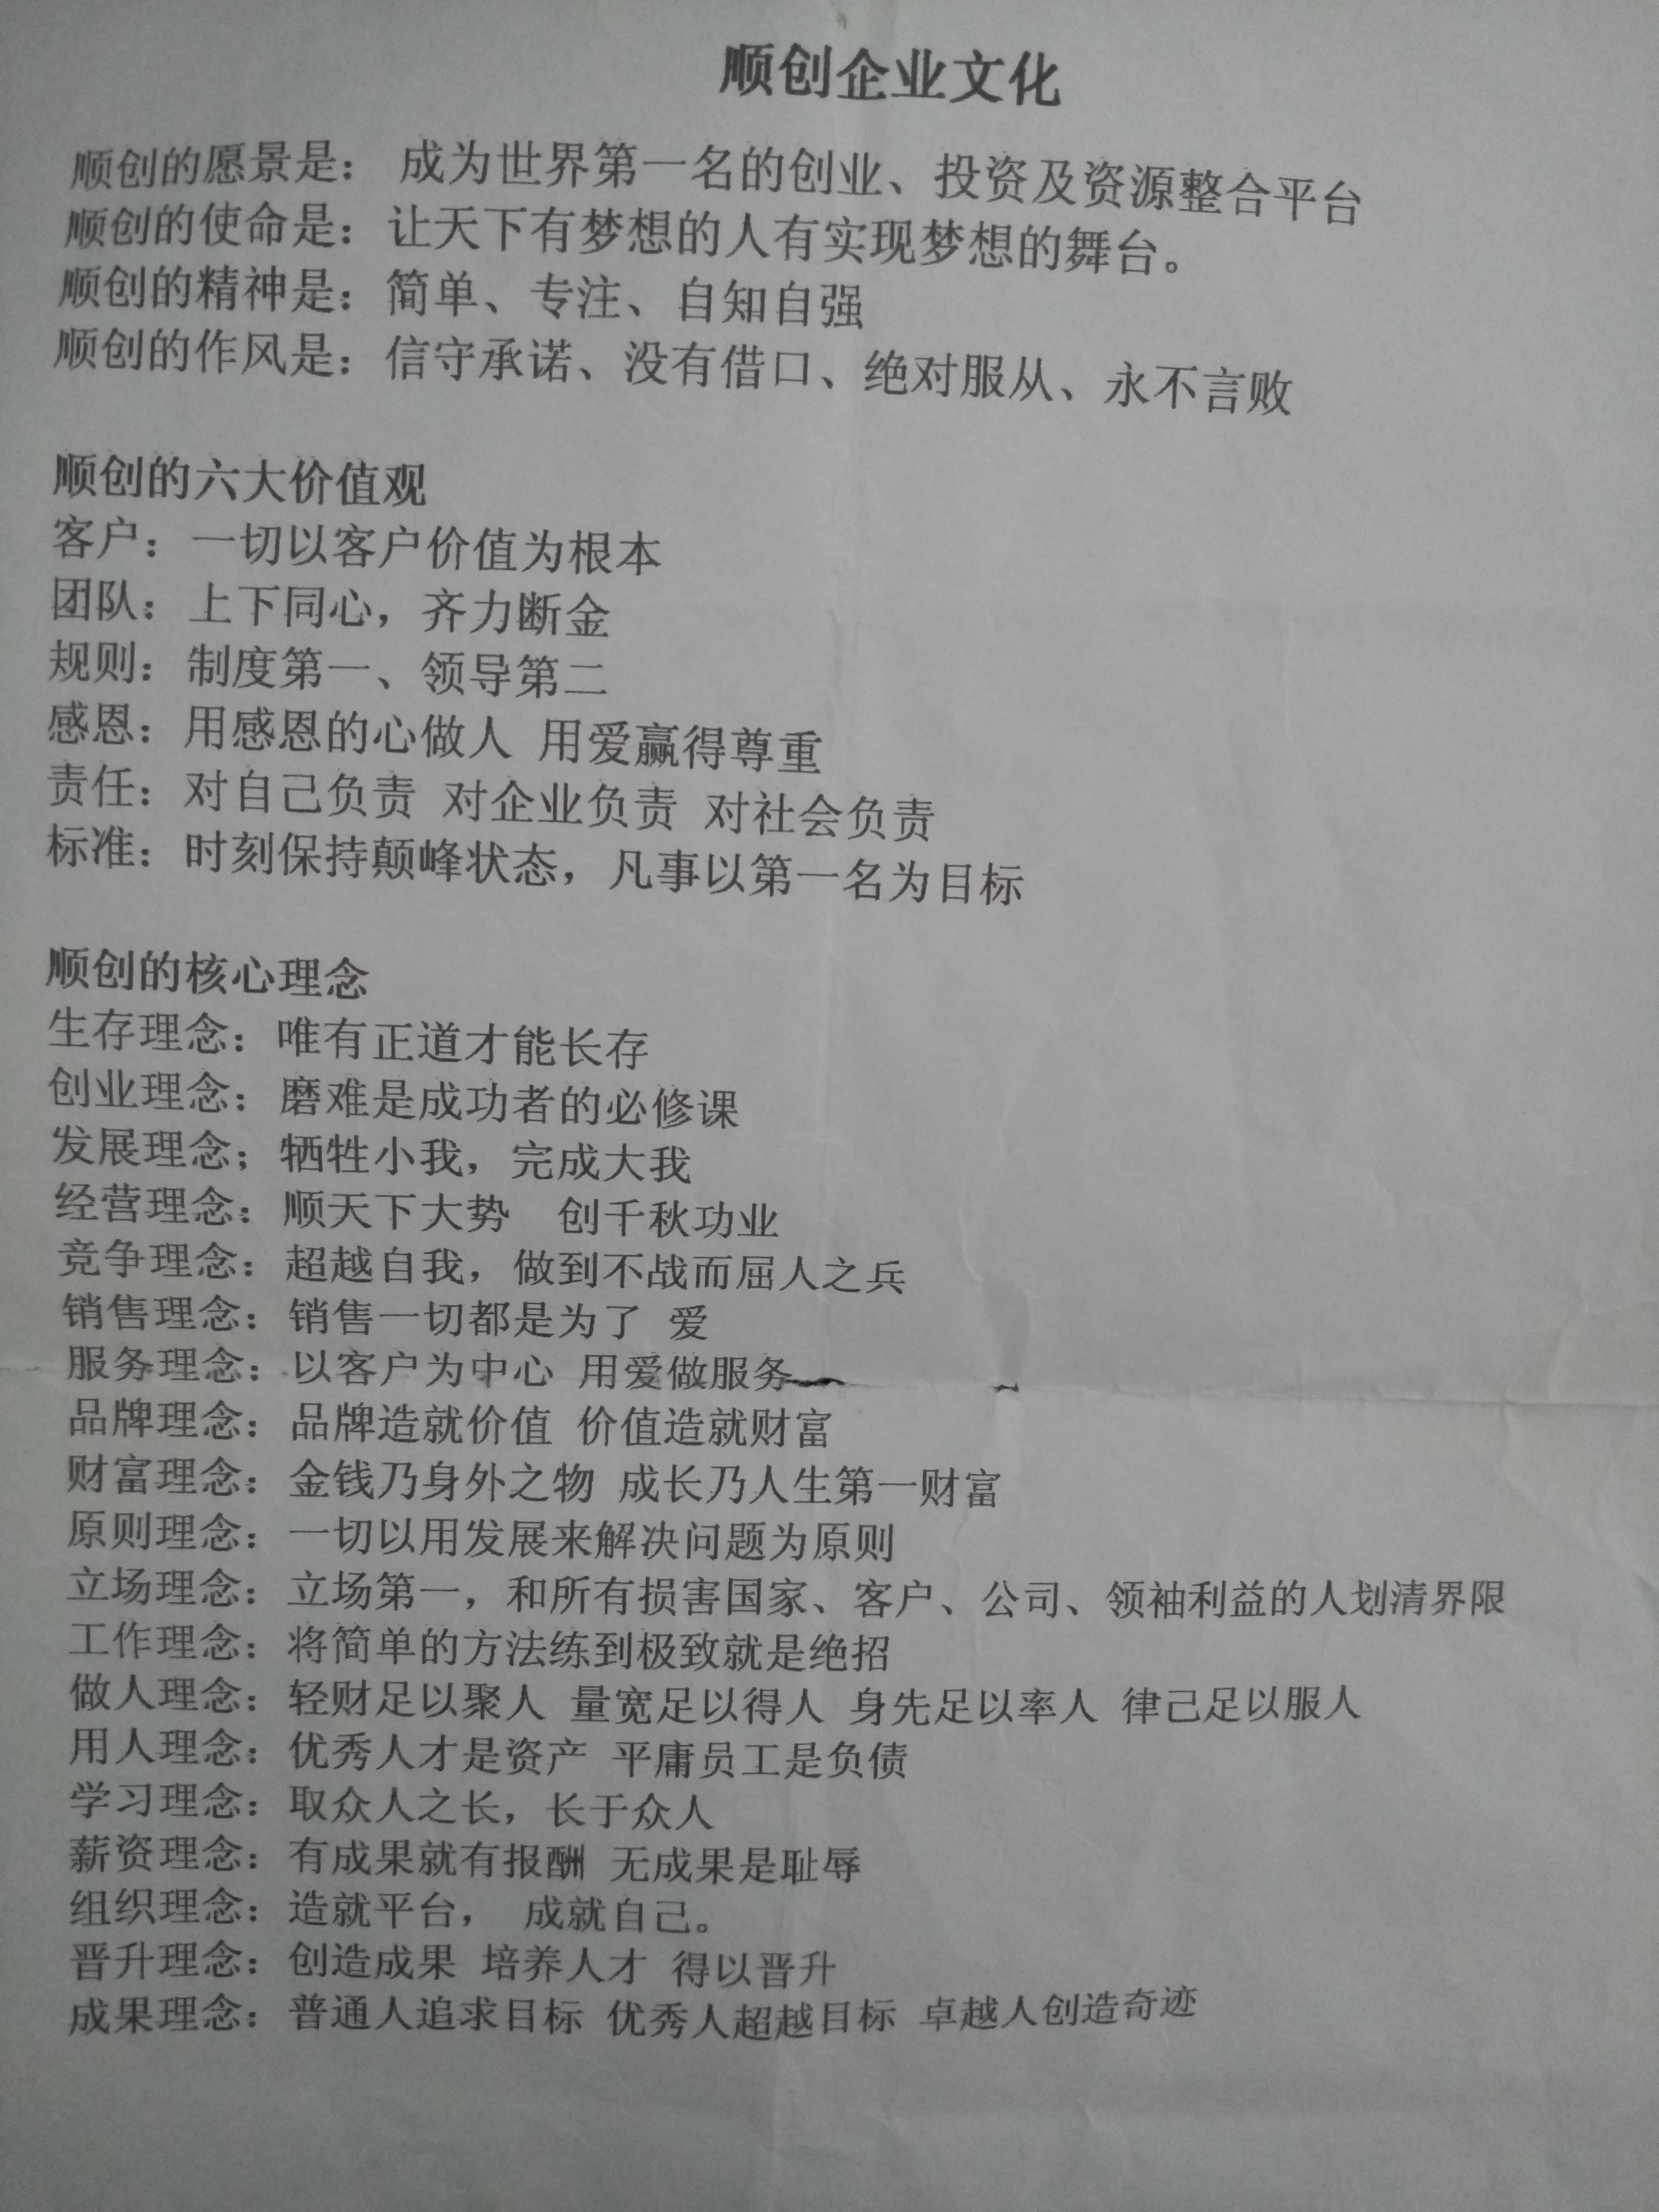 顺创企业文化
顺创的愿景是： 成为世界第一名的创业、投资及资源整合平台
顺创的使命是：让天下有梦想的人有实现梦想的舞台。
顺创的精神是：简单、专注、自知自强
顺创的作风是：信守承诺、没有借口、绝对服从、永不言败
顺创的六大价值观
客户：一切以客户价值为根本
团队：上下同心，齐力断金
规则：制度第一、领导第二
感恩：用感恩的心做人 用爱赢得尊重
责任：对自己负责 对企业负责 对社会负责
标准：时刻保持颠峰状态，凡事以第一名为目标
顺创的核心理念
生存理念：唯有正道才能长存
创业理念：磨难是成功者的必修课
发展理念；牺牲小我，完成大我
经营理念：顺天下大势 创千秋功业
竞争理念：超越自我，做到不战而屈人之兵
销售理念：销售一切都是为了 爱
服务理念：以客户为中心 用爱做服务
品牌理念：品牌造就价值 价值造就财富
财富理念：金钱乃身外之物 成长乃人生第一财富
原则理念：一切以用发展来解决问题为原则
立场理念：立场第一，和所有损害国家、客户、公司、领袖利益的人划清界限
工作理念：将简单的方法练到极致就是绝招
做人理念：轻财足以聚人 量宽足以得人 身先足以率人 律己足以服人
用人理念：优秀人才是资产 平庸员工是负债
学习理念：取众人之长，长于众人
薪资理念：有成果就有报酬 无成果是耻辱
组织理念：造就平台， 成就自己。
晋升理念：创造成果 培养人才 得以晋升
成果理念：普通人追求目标 优秀人超越目标 卓越人创造奇迹